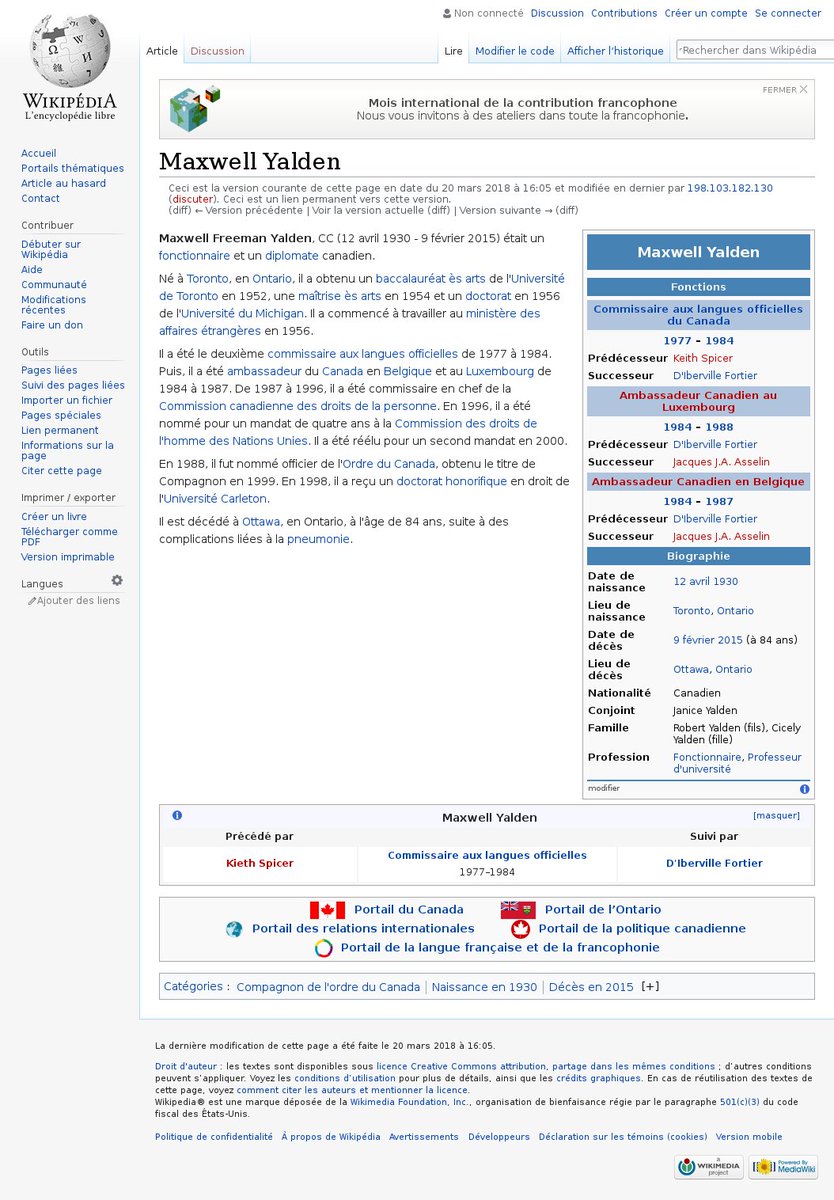 Non connecté Discussion Contributions Créer un compte Se connecter
Article Discussion Lire Modifier le code Afficher l'historique Rechercher dans Wikipédia
WIKIPÉDIA
L'encyclopédie libre
Accueil
Portails thématiques
Article au hasard
Contact
Contribuer
Débuter sur
Wikipédia
Aide
Communauté
Modifications
récentes
Faire un don
Outils
Pages liées
Suivi des pages liées
Importer un fichier
Pages spéciales
Lien permanent
Informations sur la
page
Citer cette page
Imprimer / exporter
Créer un livre
Télécharger comme
PDF
Version imprimable
Langues
Ajouter des liens
FERMER
Mois international de la contribution francophone
Nous vous invitons à des ateliers dans toute la francophonie.
Maxwell Yalden
Ceci est la version courante de cette page en date du 20 mars 2018 à 16:05 et modifiée en dernier par 198.103.182.130
(discuter). Ceci est un lien permanent vers cette version.
(diff) ← Version précédente | Voir la version actuelle (diff) | Version suivante → (diff)
Maxwell Freeman Yalden, CC (12 avril 1930 - 9 février 2015) était un
fonctionnaire et un diplomate canadien.
Né à Toronto, en Ontario, il a obtenu un baccalauréat ès arts de l'Université
de Toronto en 1952, une maîtrise ès arts en 1954 et un doctorat en 1956
de l'Université du Michigan. Il a commencé à travailler au ministère des
affaires étrangères en 1956.
Il a été le deuxième commissaire aux langues officielles de 1977 à 1984.
Puis, il a été ambassadeur du Canada en Belgique et au Luxembourg de
1984 à 1987. De 1987 à 1996, il a été commissaire en chef de la
Commission canadienne des droits de la personne. En 1996, il a été
nommé pour un mandat de quatre ans à la Commission des droits de
l'homme des Nations Unies. Il a été réélu pour un second mandat en 2000.
En 1988, il fut nommé officier de l'Ordre du Canada, obtenu le titre de
Compagnon en 1999. En 1998, il a reçu un doctorat honorifique en droit de
l'Université Carleton.
Il est décédé à Ottawa, en Ontario, à l'âge de 84 ans, suite à des
complications liées à la pneumonie.
Maxwell Yalden
Fonctions
Commissaire aux langues officielles
du Canada
1977 – 1984
Prédécesseur Keith Spicer
Successeur D'Iberville Fortier
Ambassadeur Canadien au
Luxembourg
1984 – 1988
Prédécesseur D'Iberville Fortier
Successeur Jacques J.A. Asselin
Ambassadeur Canadien en Belgique
1984 – 1987
Prédécesseur D'Iberville Fortier
Successeur Jacques J.A. Asselin
Biographie
Date de
naissance 12 avril 1930
Lieu de
naissance Toronto, Ontario
Date de
décès 9 février 2015 (à 84 ans)
Lieu de
décès Ottawa, Ontario
Nationalité Canadien
Conjoint Janice Yalden
Famille Robert Yalden (fils), Cicely
Yalden (fille)
Profession Fonctionnaire, Professeur
d'université
modifier
Maxwell Yalden [masquer]
Précédé par Suivi par
Kieth Spicer Commissaire aux langues officielles D'Iberville Fortier
1977–1984
Portail du Canada Portail de l'Ontario
Portail des relations internationales Portail de la politique canadienne
Portail de la langue française et de la francophonie
Catégories : Compagnon de l'ordre du Canada | Naissance en 1930 | Décès en 2015 [+]
La dernière modification de cette page a été faite le 20 mars 2018 à 16:05.
Droit d'auteur : les textes sont disponibles sous licence Creative Commons attribution, partage dans les mêmes conditions ; d'autres conditions
peuvent s'appliquer. Voyez les conditions d'utilisation pour plus de détails, ainsi que les crédits graphiques. En cas de réutilisation des textes de
cette page, voyez comment citer les auteurs et mentionner la licence.
Wikipedia® est une marque déposée de la Wikimedia Foundation, Inc., organisation de bienfaisance régie par le paragraphe 501(c)(3) du code
fiscal des États-Unis.
Politique de confidentialité À propos de Wikipédia Avertissements Développeurs Déclaration sur les témoins (cookies) Version mobile
a
WIKIMEDIA
project
Powered By
MediaWiki